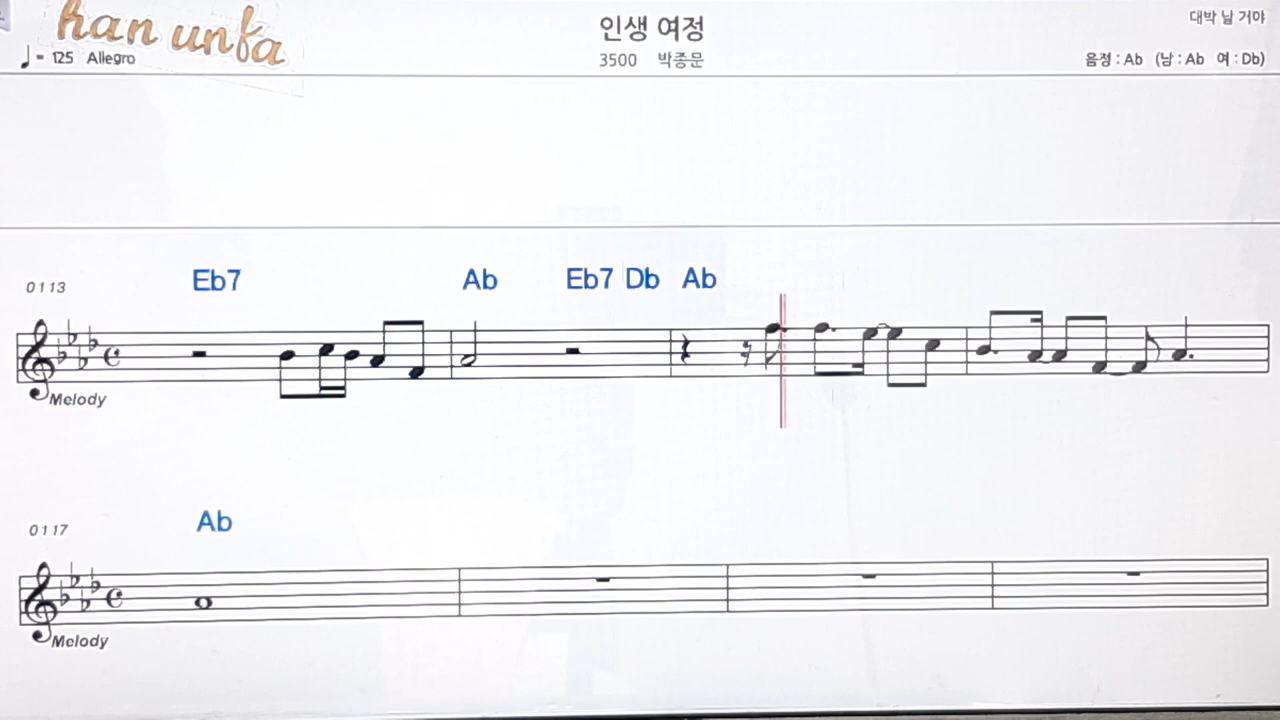 han unfa
인생 여정
대박 날 거야
♩ = 125 Allegro
3500 박종문
음정 : Ab (남 : Ab 여 : Db)
Eb7 Ab Eb7 Db Ab
0113
Melody
Ab
0117
Melody